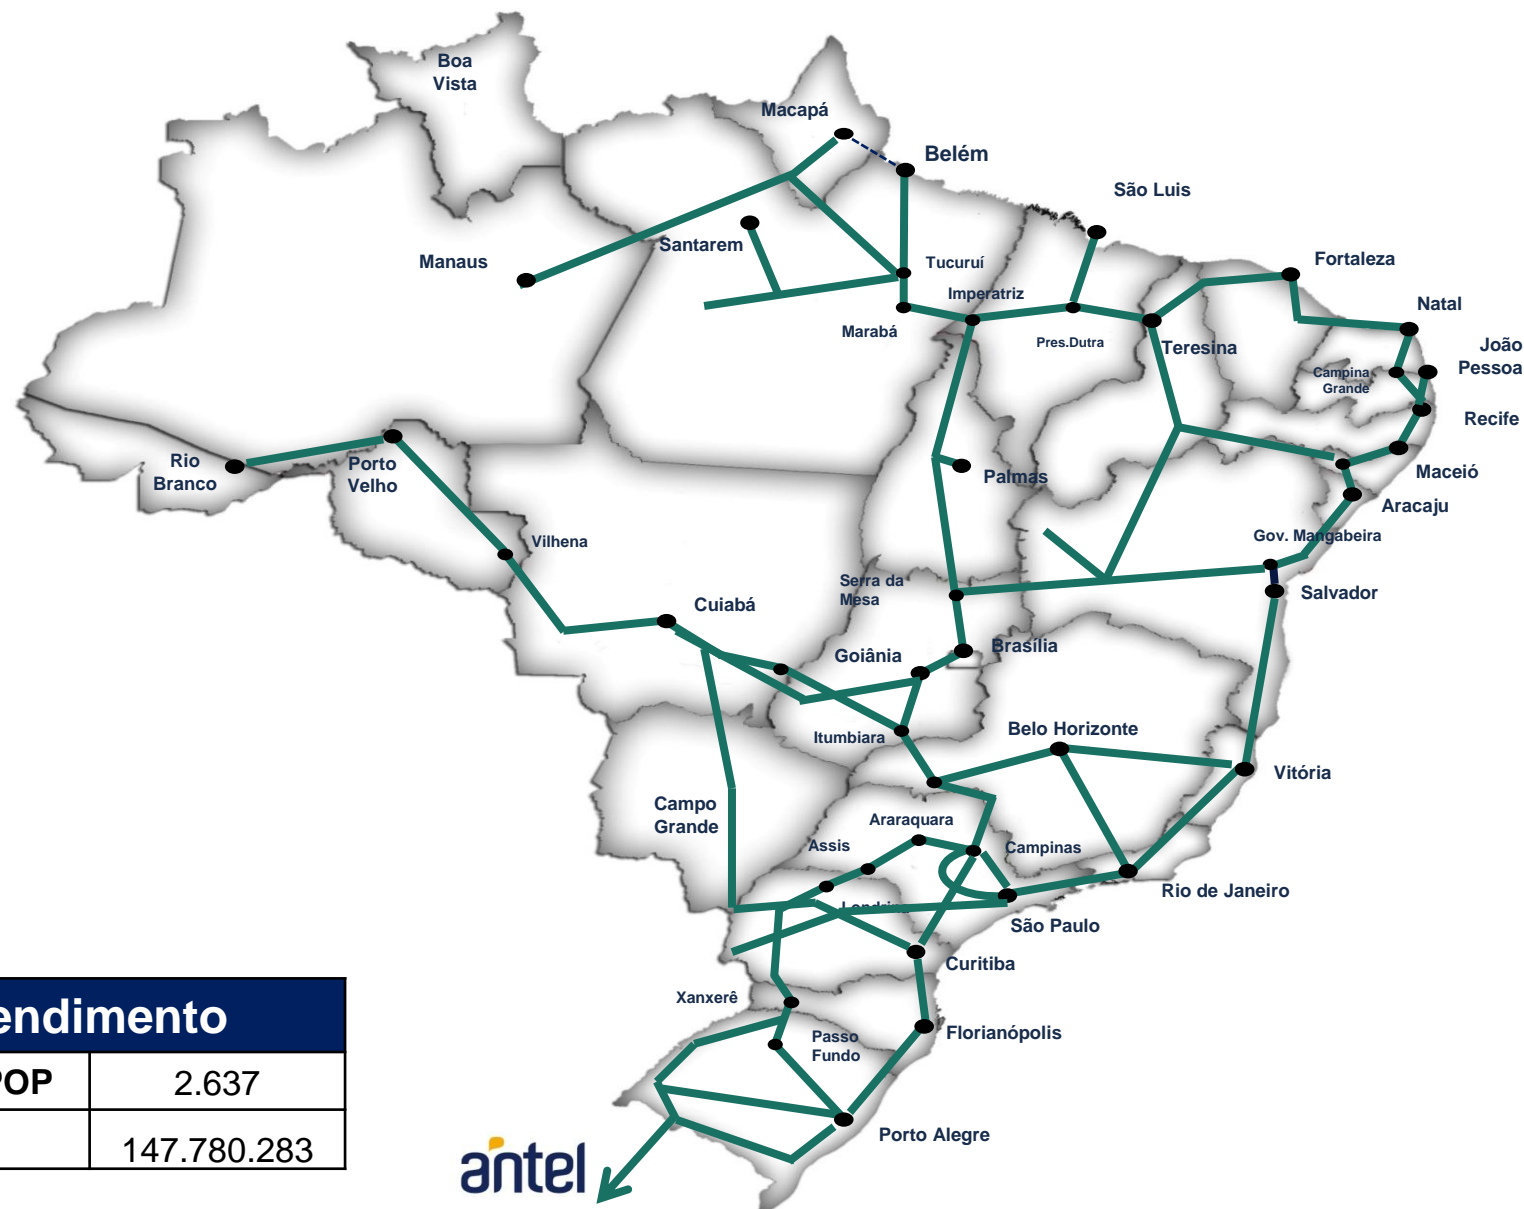 Boa
Vista
Macapá
Belém
São Luis
Santarem
Manaus
Tucuruí
Fortaleza
Imperatriz
Natal
Marabá
Pres.Dutra
Teresina
João
Pessoa
Campina
Grande
Recife
Rio
Branco
Porto
Velho
Palmas
Maceió
Aracaju
Vilhena
Gov. Mangabeira
Serra da
Mesa
Salvador
Cuiabá
Goiânia
Brasília
Itumbiara
Belo Horizonte
Vitória
Campo
Grande
Araraquara
Assis
Campinas
Rio de Janeiro
Londrina
São Paulo
Curitiba
Xanxerê
Passo
Fundo
Florianópolis
Porto Alegre
endimento
POP 2.637
147.780.283
antel